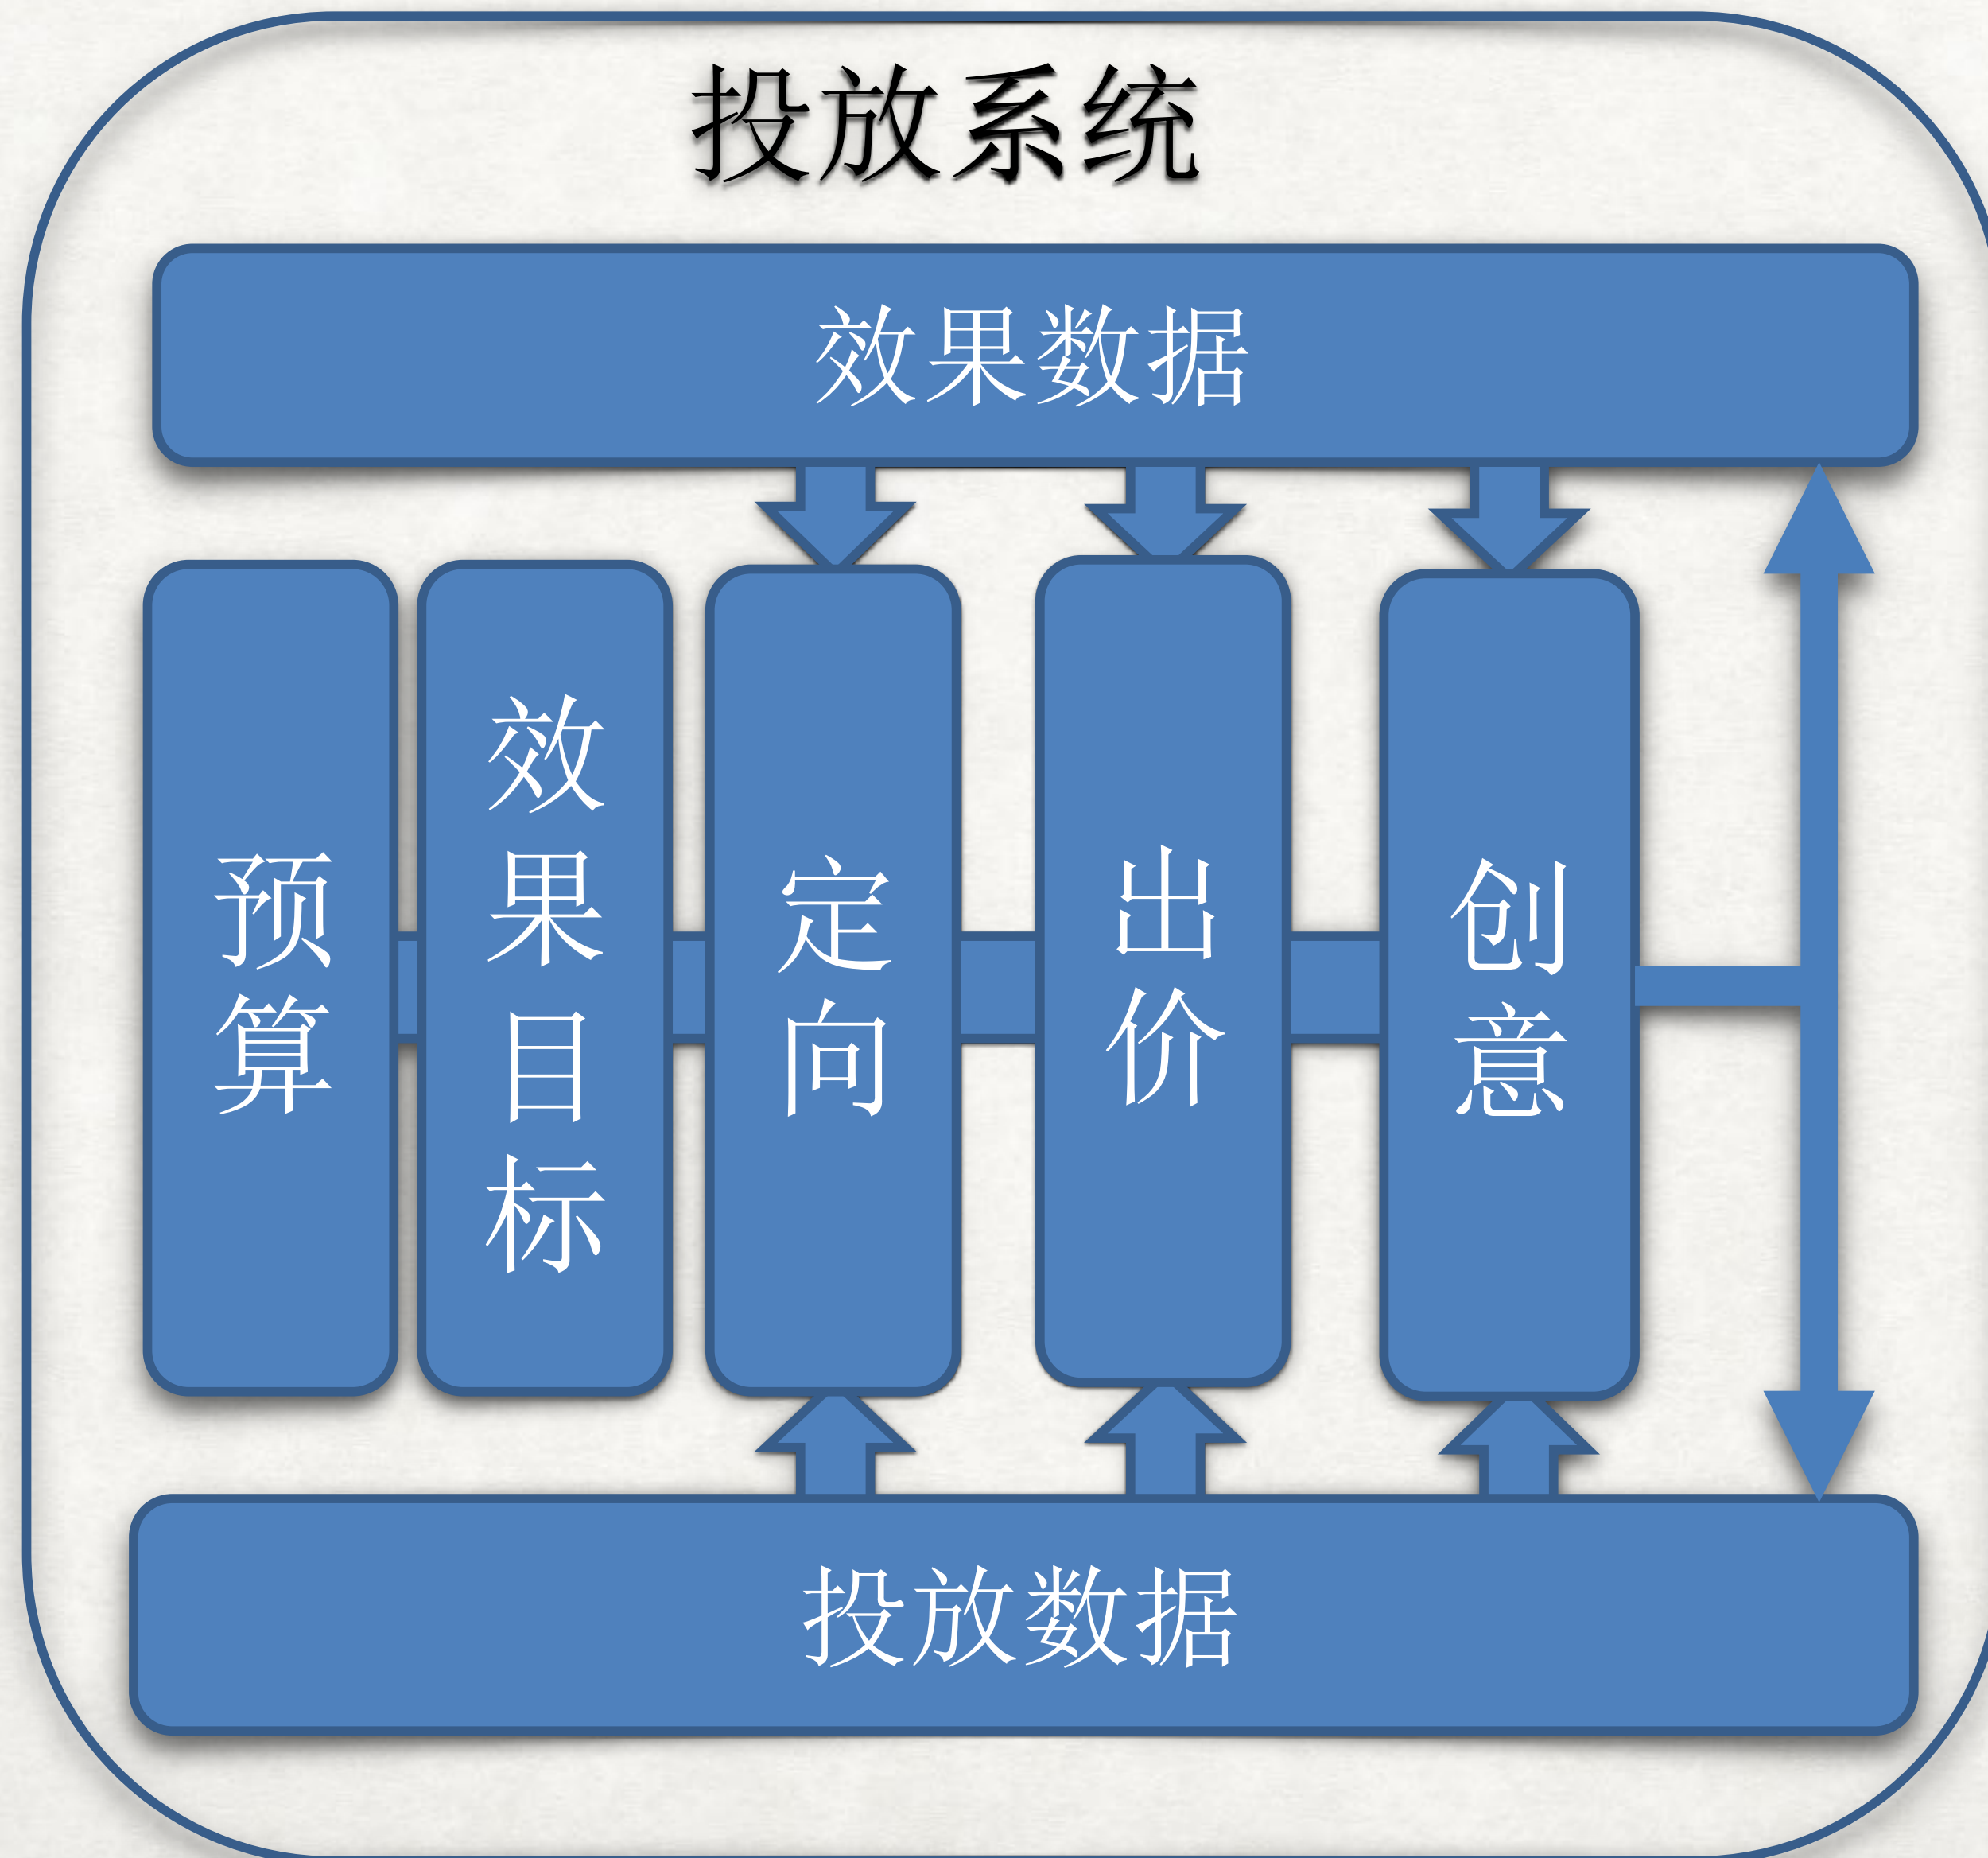 投放系统
效果数据
预算
效果目标
定向
出价
创意
投放数据